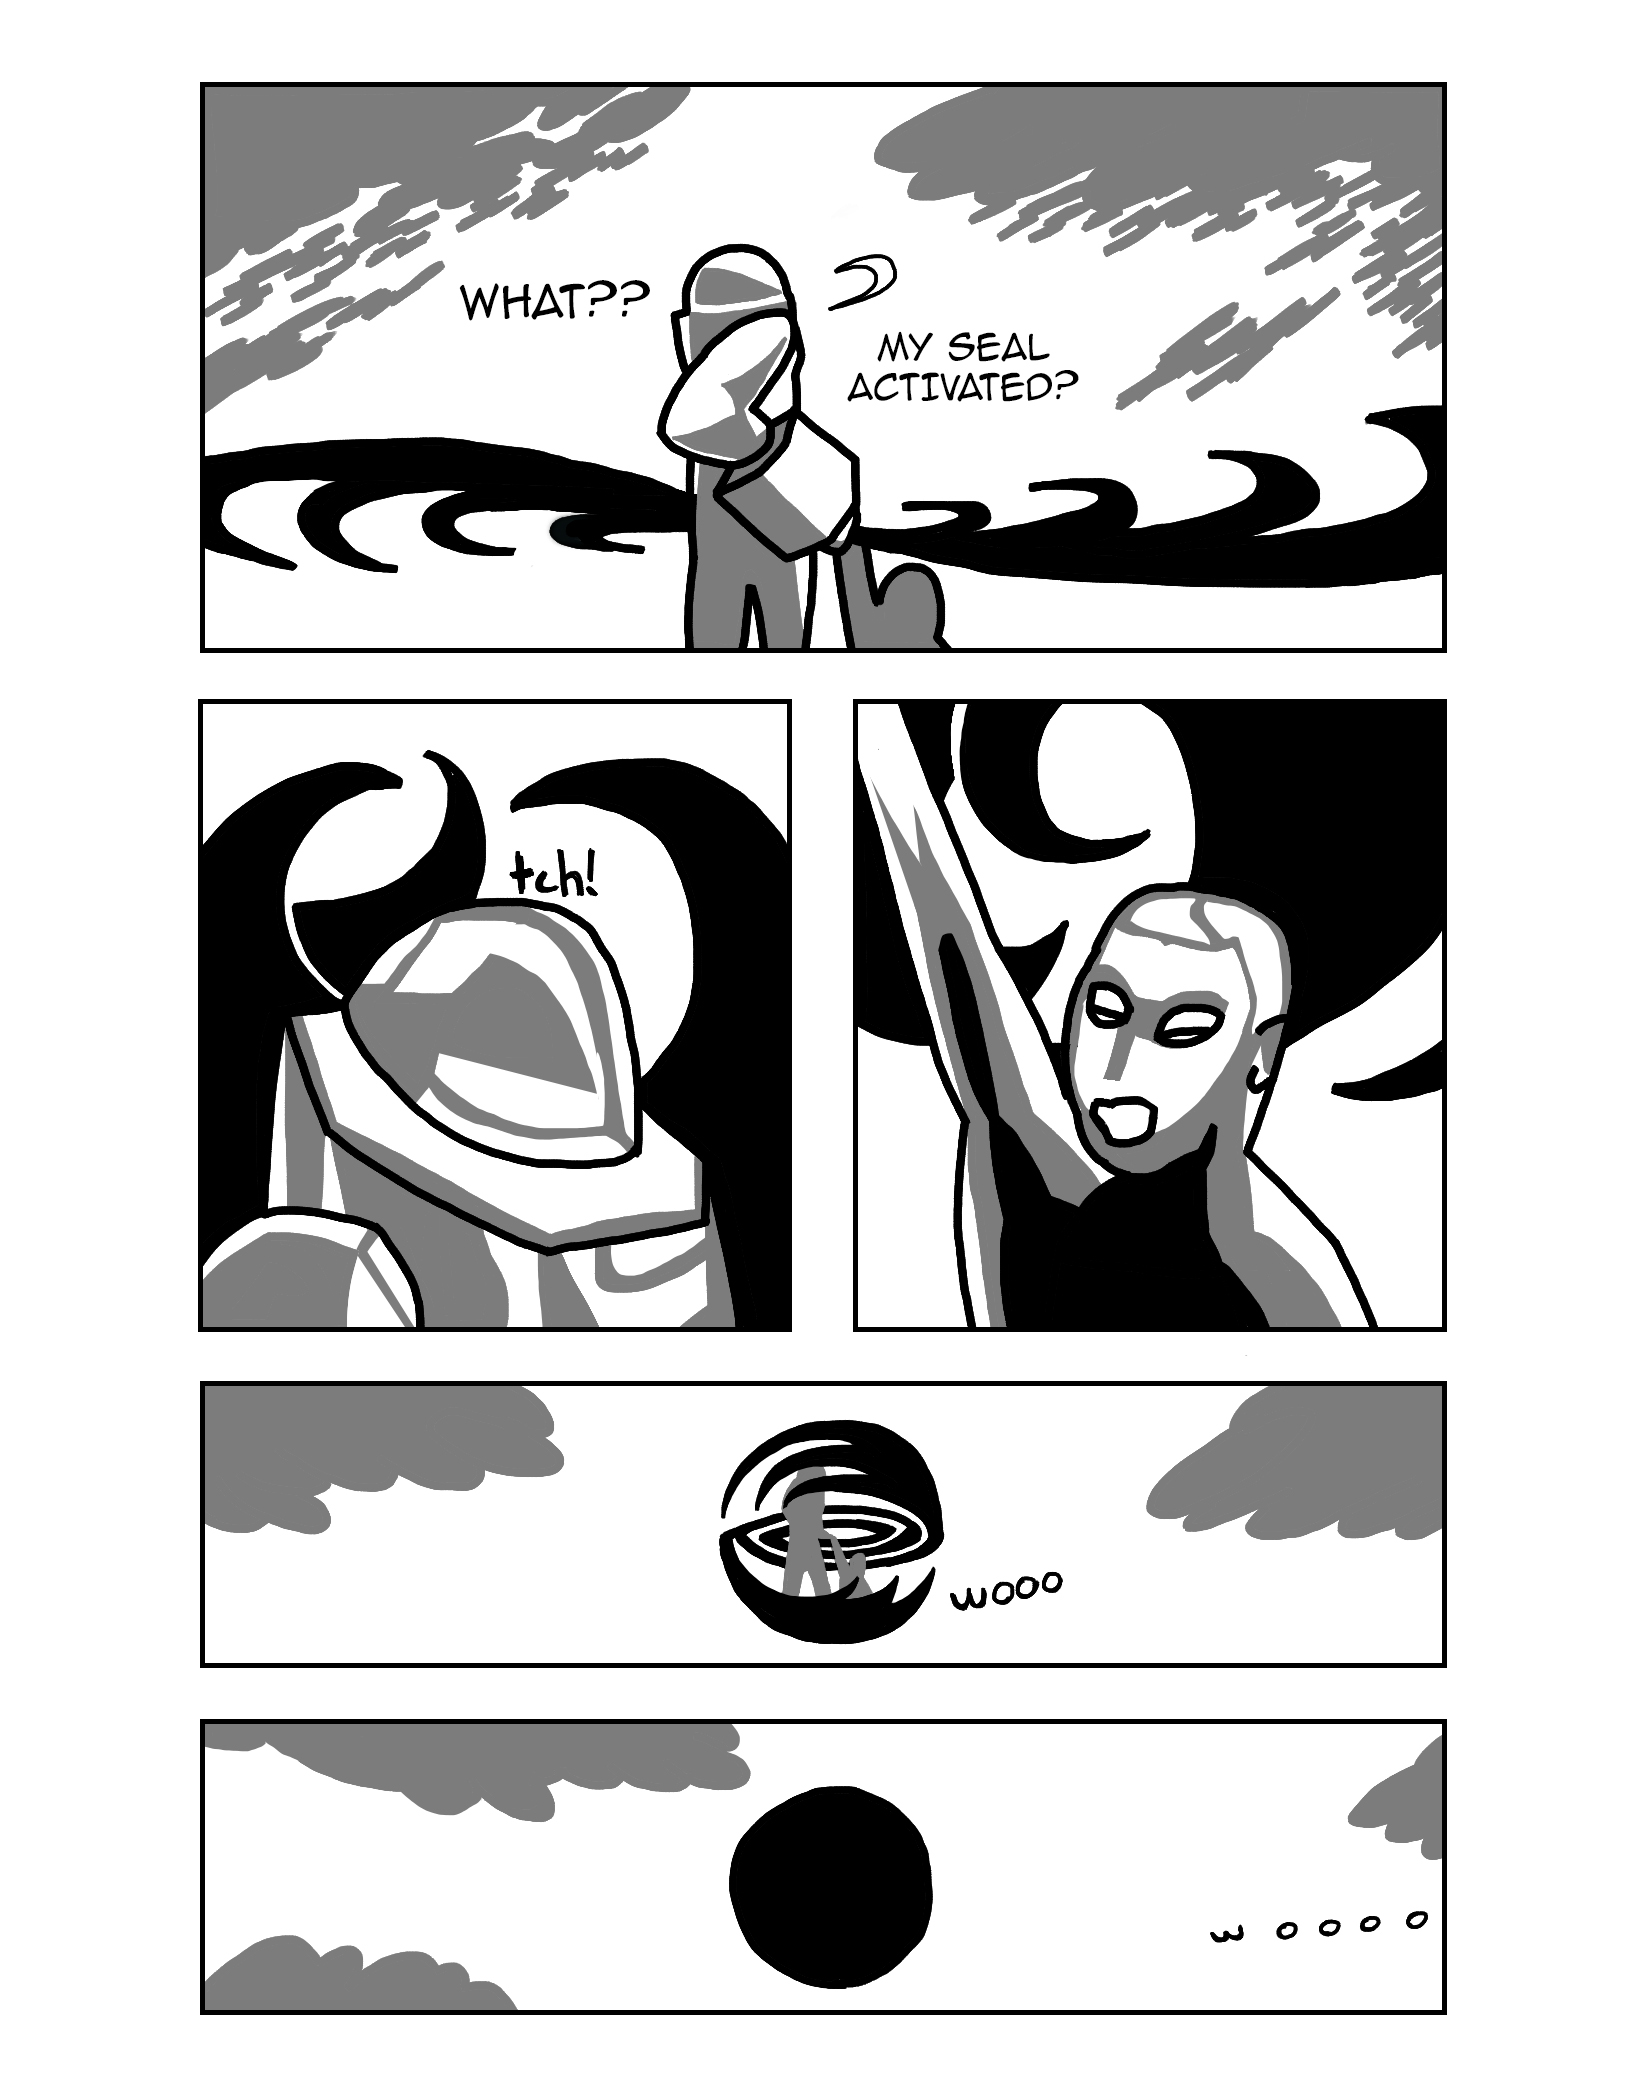 WHAT??
MY SEAL
ACTIVATED?
tch!
wooo
w o o o o